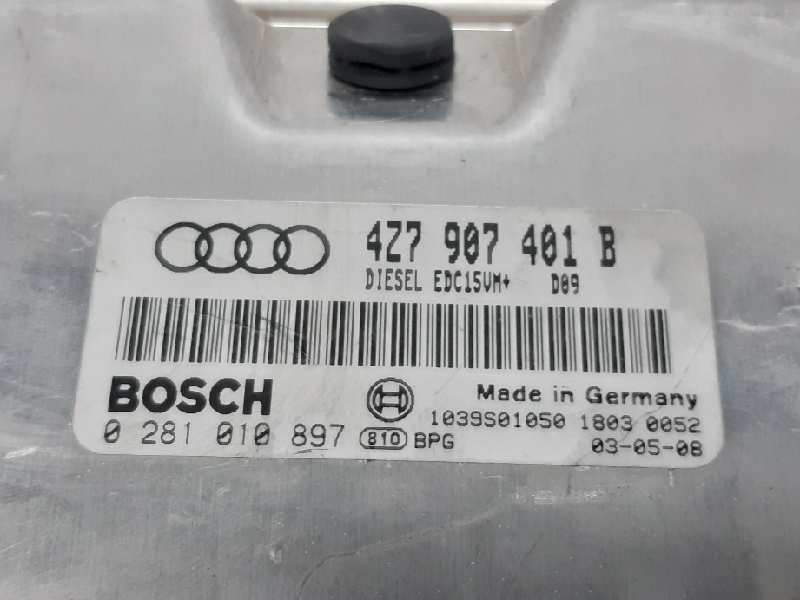 4Z7 907 401 B
DIESEL EDC15VM+ D09
BOSCH
Made in Germany
1039S01050 1803 0052
0 281 010 897 810 BPG
03-05-08